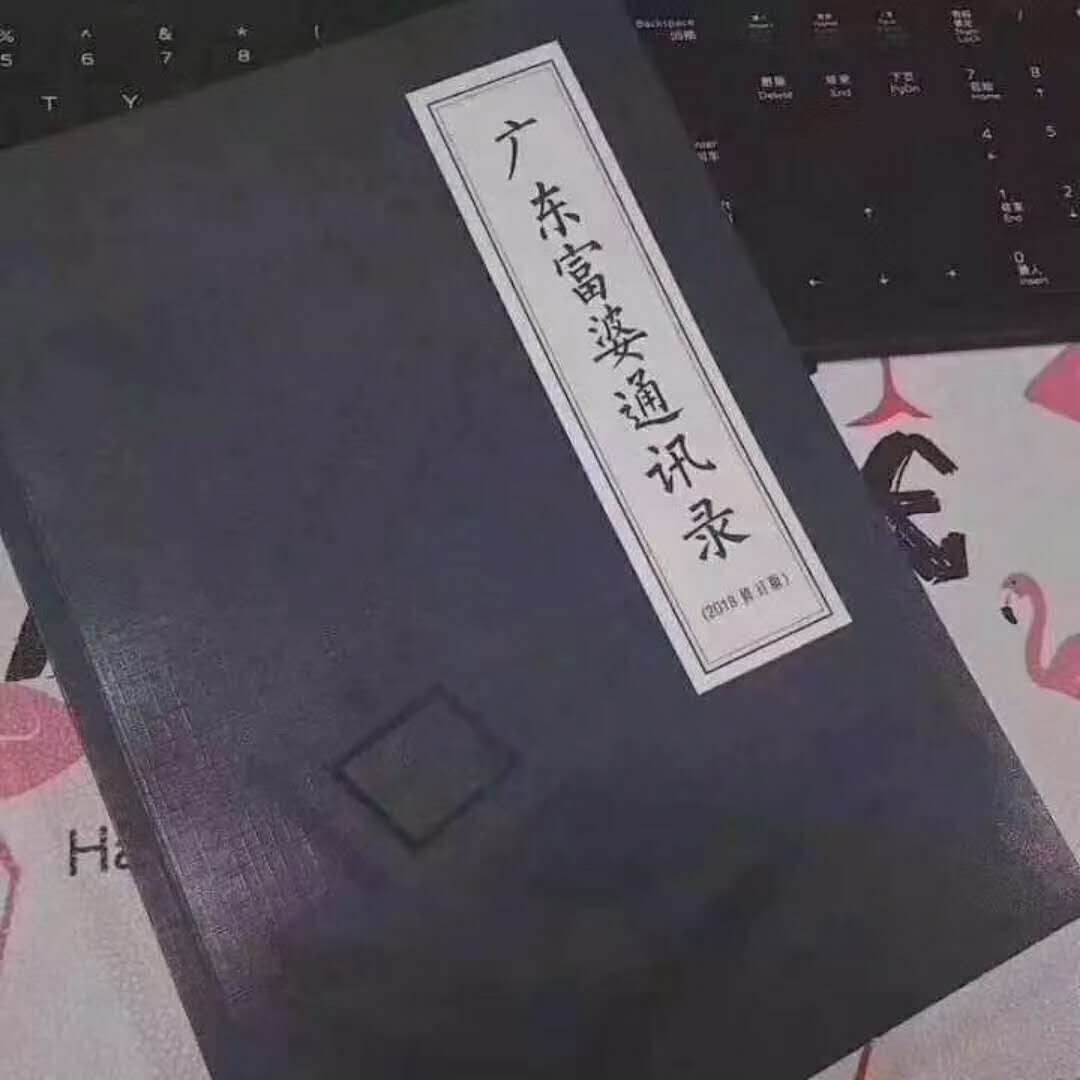 广东富婆通讯录
(2018修订版)
% ^ & * (
5 6 7 8
T Y
Backspace
退格
删除 结束 下页 7 8
Delete End PgDn Home
4 5
1 2
End
0
插入
Insert
Ha